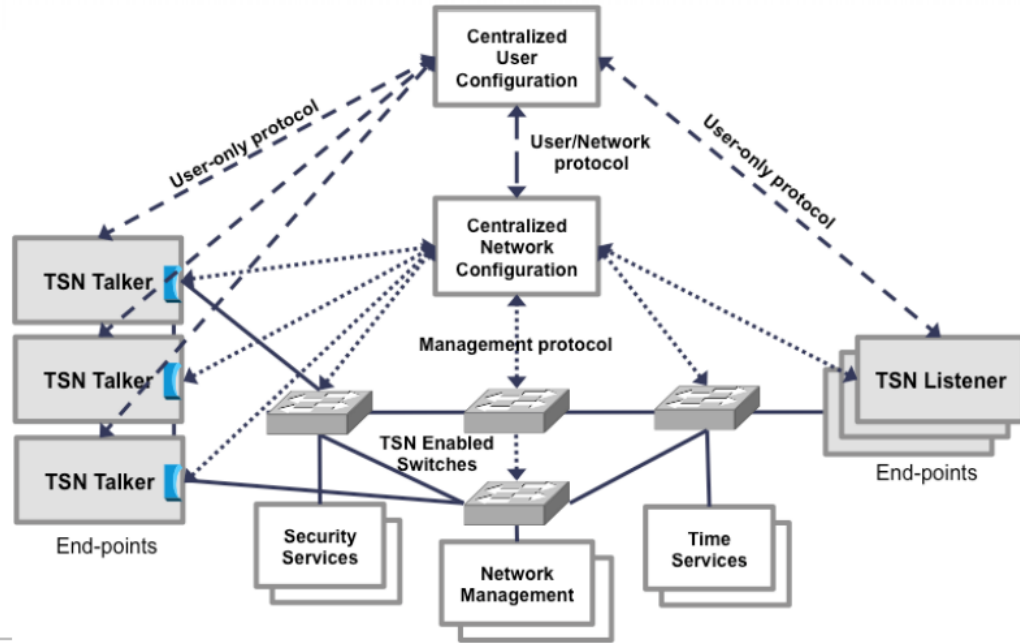 Centralized
User
Configuration
User-only protocol
User/Network
protocol
User-only protocol
Centralized
Network
Configuration
TSN Talker
TSN Talker
TSN Talker
End-points
Management protocol
TSN Listener
End-points
TSN Enabled
Switches
Security
Services
Network
Management
Time
Services